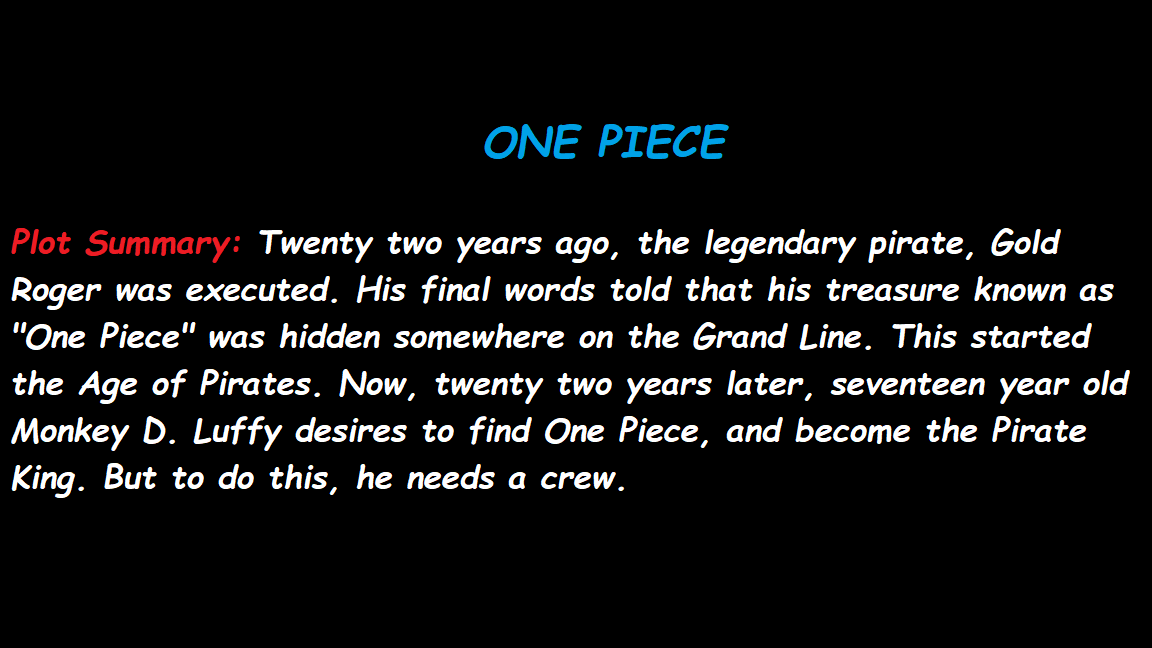 ONE PIECE
Plot Summary: Twenty two years ago, the legendary pirate, Gold
Roger was executed. His final words told that his treasure known as
"One Piece" was hidden somewhere on the Grand Line. This started
the Age of Pirates. Now, twenty two years later, seventeen year old
Monkey D. Luffy desires to find One Piece, and become the Pirate
King. But to do this, he needs a crew.